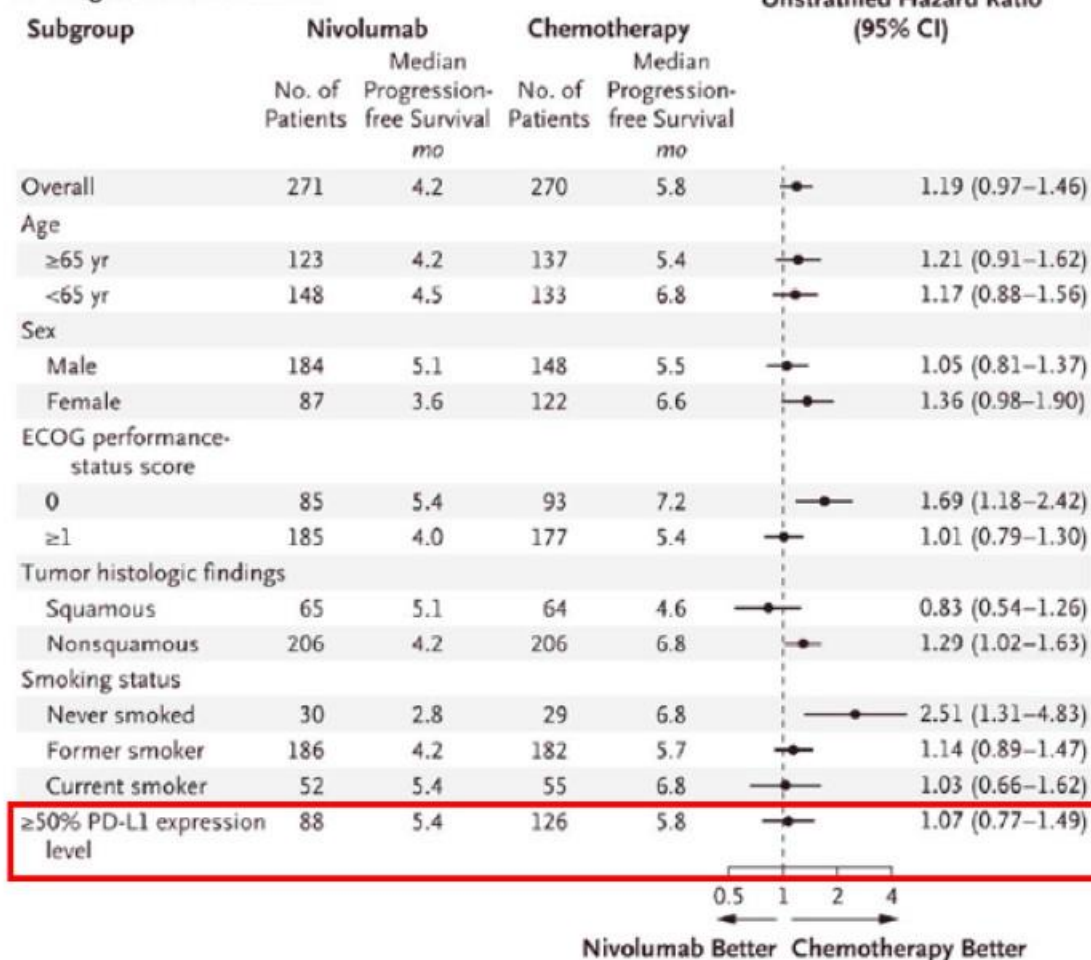 Unstratified Hazard Ratio
Subgroup Nivolumab Chemotherapy (95% CI)
Median Median
No. of Progression- No. of Progression-
Patients free Survival Patients free Survival
mo mo
Overall 271 4.2 270 5.8 1.19 (0.97–1.46)
Age
≥65 yr 123 4.2 137 5.4 1.21 (0.91–1.62)
<65 yr 148 4.5 133 6.8 1.17 (0.88–1.56)
Sex
Male 184 5.1 148 5.5 1.05 (0.81–1.37)
Female 87 3.6 122 6.6 1.36 (0.98–1.90)
ECOG performance-
status score
0 85 5.4 93 7.2 1.69 (1.18–2.42)
≥1 185 4.0 177 5.4 1.01 (0.79–1.30)
Tumor histologic findings
Squamous 65 5.1 64 4.6 0.83 (0.54–1.26)
Nonsquamous 206 4.2 206 6.8 1.29 (1.02–1.63)
Smoking status
Never smoked 30 2.8 29 6.8 2.51 (1.31–4.83)
Former smoker 186 4.2 182 5.7 1.14 (0.89–1.47)
Current smoker 52 5.4 55 6.8 1.03 (0.66–1.62)
≥50% PD-L1 expression 88 5.4 126 5.8 1.07 (0.77–1.49)
level
0.5 1 2 4
Nivolumab Better Chemotherapy Better